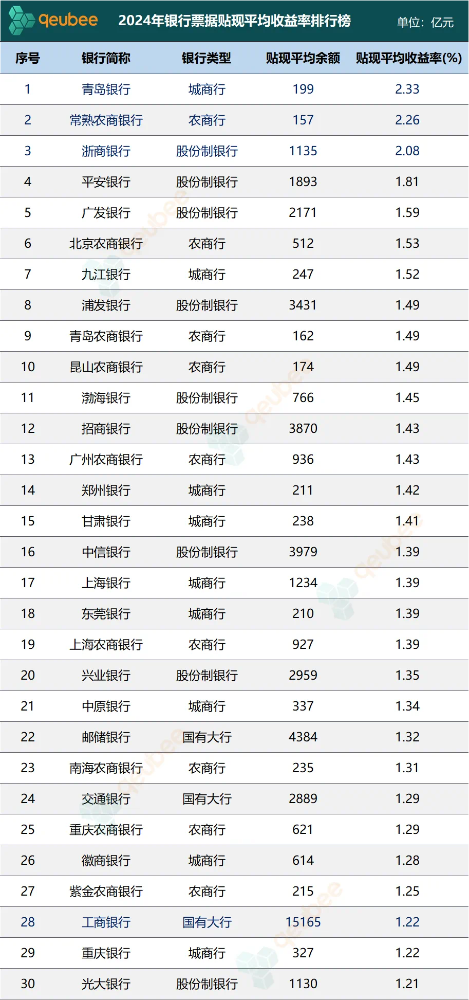 qeubee 2024年银行票据贴现平均收益率排行榜 单位：亿元
序号 银行简称 银行类型 贴现平均余额 贴现平均收益率(%)
1 青岛银行 城商行 199 2.33
2 常熟农商银行 农商行 157 2.26
3 浙商银行 股份制银行 1135 2.08
4 平安银行 股份制银行 1893 1.81
5 广发银行 股份制银行 2171 1.59
6 北京农商银行 农商行 512 1.53
7 九江银行 城商行 247 1.52
8 浦发银行 股份制银行 3431 1.49
9 青岛农商银行 农商行 162 1.49
10 昆山农商银行 农商行 174 1.49
11 渤海银行 股份制银行 766 1.45
12 招商银行 股份制银行 3870 1.43
13 广州农商银行 农商行 936 1.43
14 郑州银行 城商行 211 1.42
15 甘肃银行 城商行 238 1.41
16 中信银行 股份制银行 3979 1.39
17 上海银行 城商行 1234 1.39
18 东莞银行 城商行 210 1.39
19 上海农商银行 农商行 927 1.39
20 兴业银行 股份制银行 2959 1.35
21 中原银行 城商行 337 1.34
22 邮储银行 国有大行 4384 1.32
23 南海农商银行 农商行 235 1.31
24 交通银行 国有大行 2889 1.29
25 重庆农商银行 农商行 621 1.29
26 徽商银行 城商行 614 1.28
27 紫金农商银行 农商行 215 1.25
28 工商银行 国有大行 15165 1.22
29 重庆银行 城商行 327 1.22
30 光大银行 股份制银行 1130 1.21